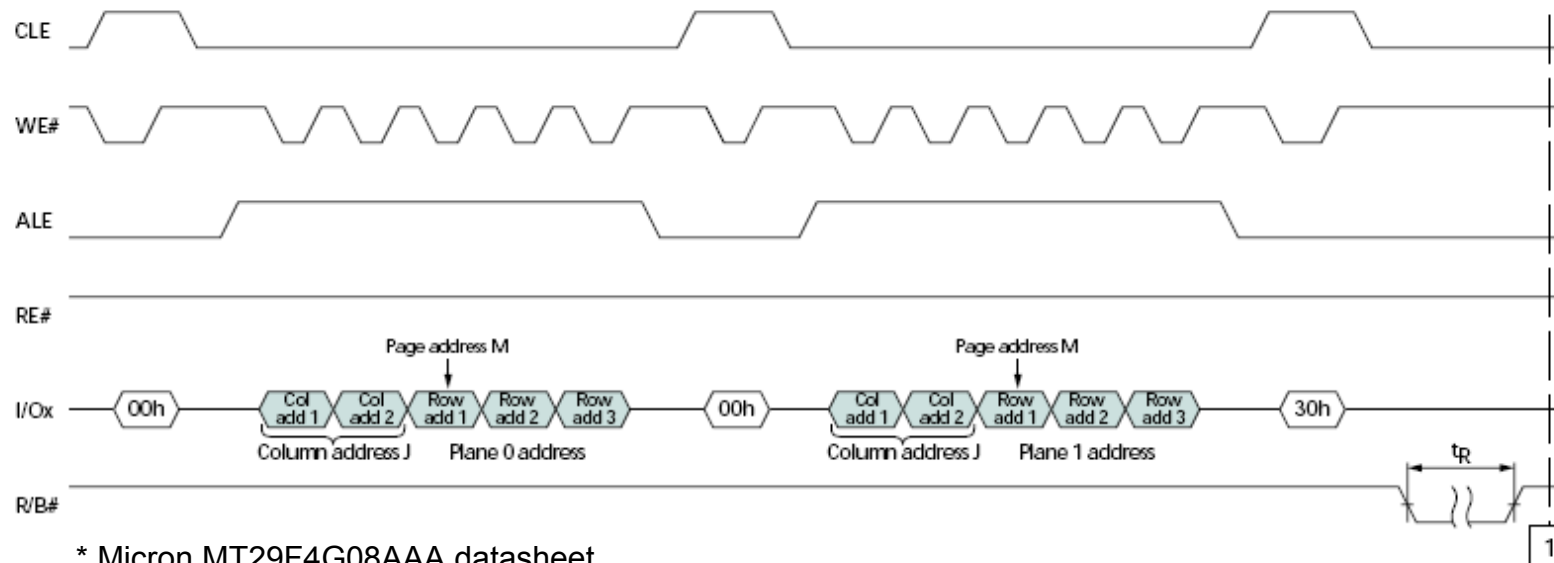 CLE
WE#
ALE
RE#
Page address M
Page address M
I/Ox
00h
Col add 1
Col add 2
Row add 1
Row add 2
Row add 3
00h
Col add 1
Col add 2
Row add 1
Row add 2
Row add 3
30h
Column address J
Plane 0 address
Column address J
Plane 1 address
tR
R/B#
1
* Micron MT29F4G08AAA datasheet